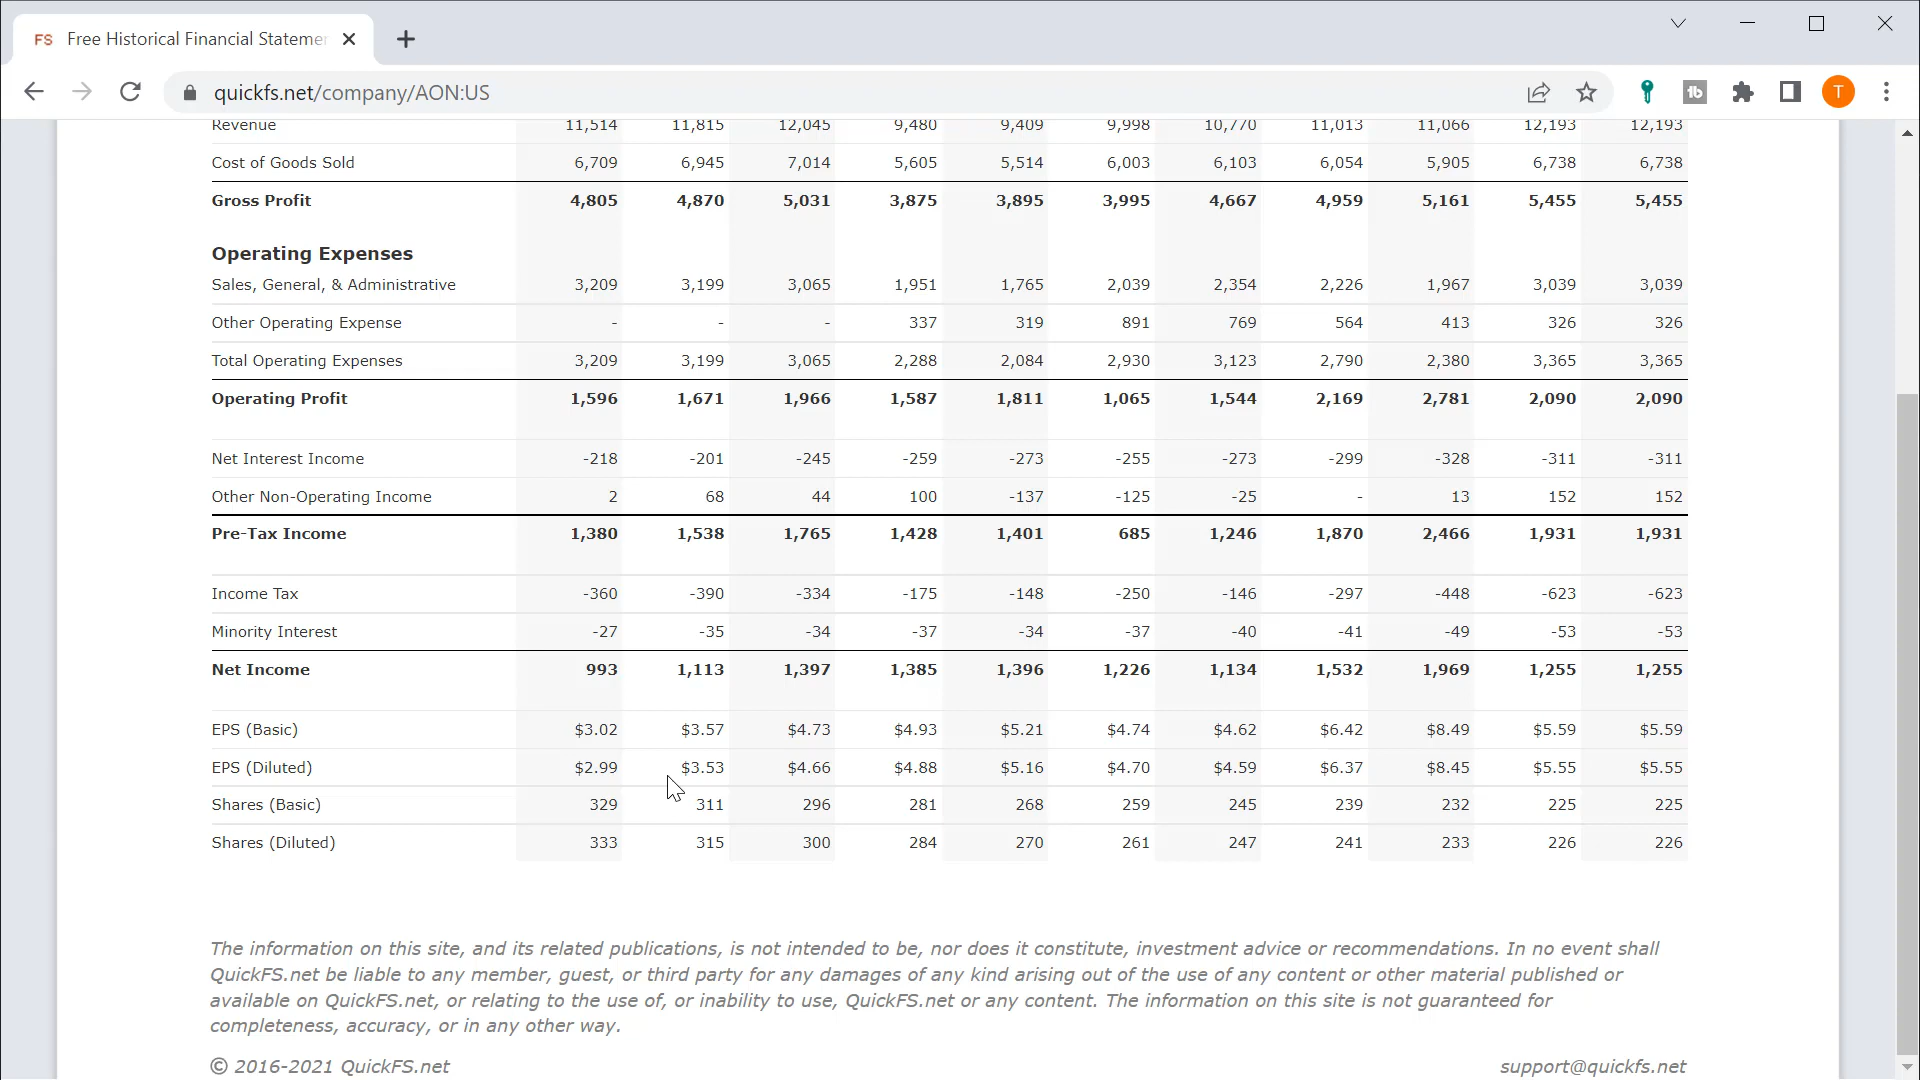 FS Free Historical Financial Statemer
quickfs.net/company/AON:US
T
Revenue 11,514 11,815 12,045 9,480 9,409 9,998 10,770 11,013 11,066 12,193 12,193
Cost of Goods Sold 6,709 6,945 7,014 5,605 5,514 6,003 6,103 6,054 5,905 6,738 6,738
Gross Profit 4,805 4,870 5,031 3,875 3,895 3,995 4,667 4,959 5,161 5,455 5,455
Operating Expenses
Sales, General, & Administrative 3,209 3,199 3,065 1,951 1,765 2,039 2,354 2,226 1,967 3,039 3,039
Other Operating Expense - - - 337 319 891 769 564 413 326 326
Total Operating Expenses 3,209 3,199 3,065 2,288 2,084 2,930 3,123 2,790 2,380 3,365 3,365
Operating Profit 1,596 1,671 1,966 1,587 1,811 1,065 1,544 2,169 2,781 2,090 2,090
Net Interest Income -218 -201 -245 -259 -273 -255 -273 -299 -328 -311 -311
Other Non-Operating Income 2 68 44 100 -137 -125 -25 - 13 152 152
Pre-Tax Income 1,380 1,538 1,765 1,428 1,401 685 1,246 1,870 2,466 1,931 1,931
Income Tax -360 -390 -334 -175 -148 -250 -146 -297 -448 -623 -623
Minority Interest -27 -35 -34 -37 -34 -37 -40 -41 -49 -53 -53
Net Income 993 1,113 1,397 1,385 1,396 1,226 1,134 1,532 1,969 1,255 1,255
EPS (Basic) $3.02 $3.57 $4.73 $4.93 $5.21 $4.74 $4.62 $6.42 $8.49 $5.59 $5.59
EPS (Diluted) $2.99 $3.53 $4.66 $4.88 $5.16 $4.70 $4.59 $6.37 $8.45 $5.55 $5.55
Shares (Basic) 329 311 296 281 268 259 245 239 232 225 225
Shares (Diluted) 333 315 300 284 270 261 247 241 233 226 226
The information on this site, and its related publications, is not intended to be, nor does it constitute, investment advice or recommendations. In no event shall
QuickFS.net be liable to any member, guest, or third party for any damages of any kind arising out of the use of any content or other material published or
available on QuickFS.net, or relating to the use of, or inability to use, QuickFS.net or any content. The information on this site is not guaranteed for
completeness, accuracy, or in any other way.
© 2016-2021 QuickFS.net support@quickfs.net